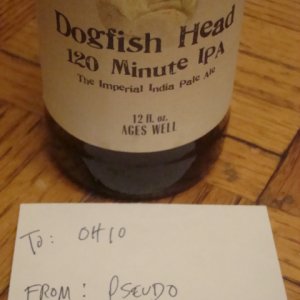 Dogfish Head
120 Minute IPA
The Imperial India Pale Ale
12 fl. oz.
AGES WELL
To: OHIO
FROM: PSEUDO